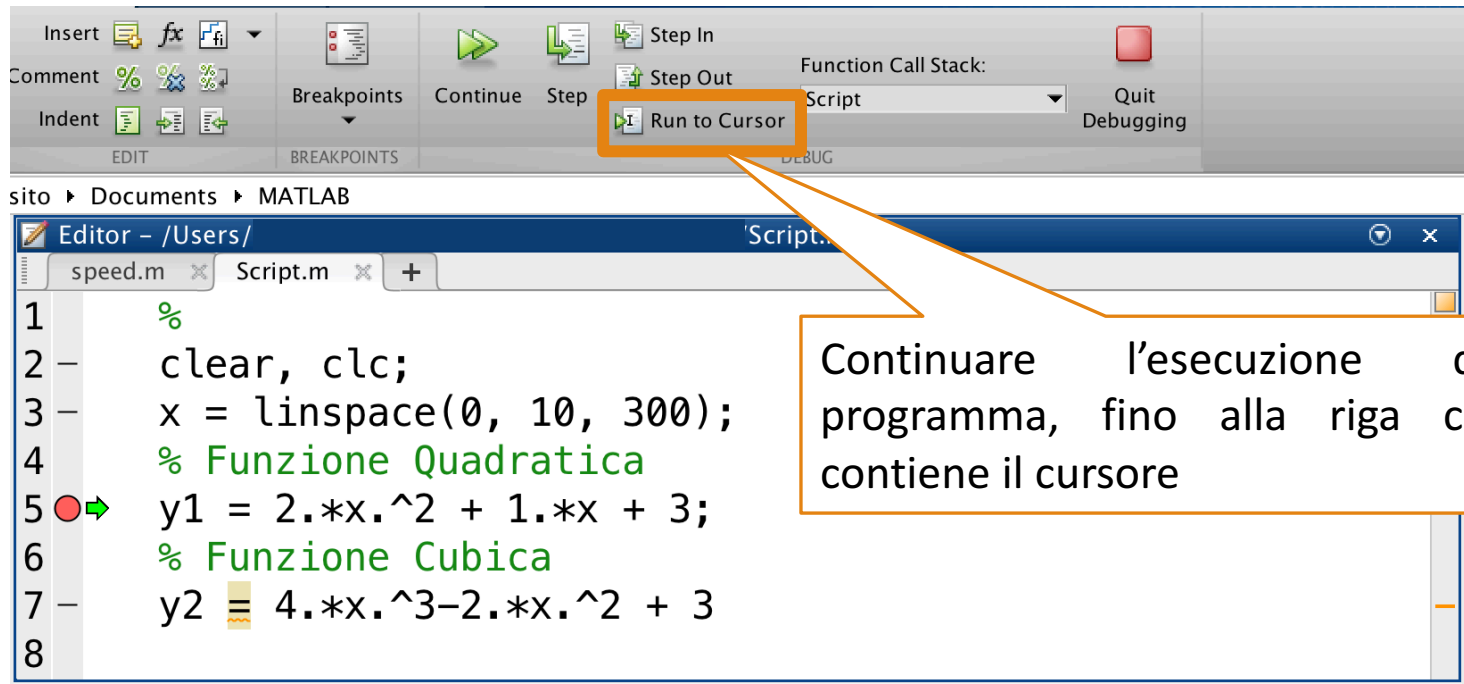 Insert fx fi
Step In
Comment % % %
Step Out
Function Call Stack:
Script
Breakpoints Continue Step
Quit Debugging
Indent
Run to Cursor
EDIT BREAKPOINTS DEBUG
sito ▸ Documents ▸ MATLAB
Editor – /Users/ /Script.
speed.m Script.m +
1 %
2 – clear, clc;
3 – x = linspace(0, 10, 300);
4 % Funzione Quadratica
5 y1 = 2.*x.^2 + 1.*x + 3;
6 % Funzione Cubica
7 – y2 = 4.*x.^3–2.*x.^2 + 3
8
Continuare l’esecuzione
programma, fino alla riga
contiene il cursore